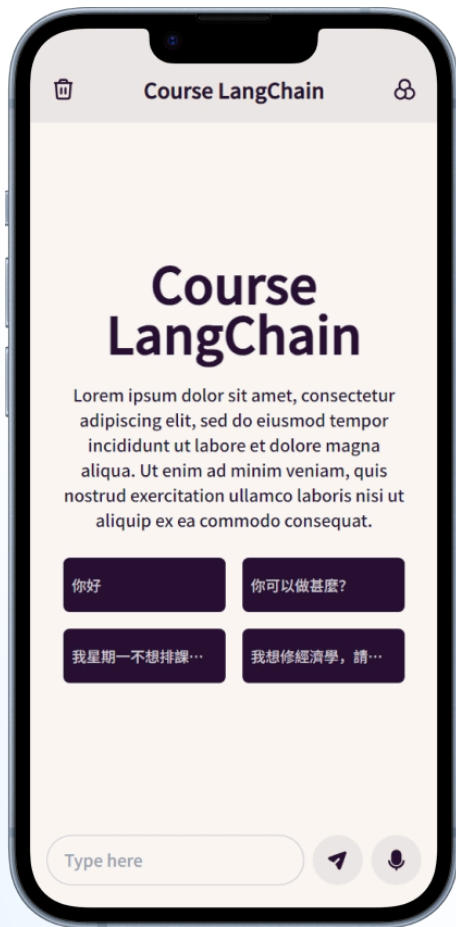 Course LangChain
Course
LangChain
Lorem ipsum dolor sit amet, consectetur
adipiscing elit, sed do eiusmod tempor
incididunt ut labore et dolore magna
aliqua. Ut enim ad minim veniam, quis
nostrud exercitation ullamco laboris nisi ut
aliquip ex ea commodo consequat.
你好
你可以做甚麼?
我星期一不想排課⋯
我想修經濟學，請⋯
Type here